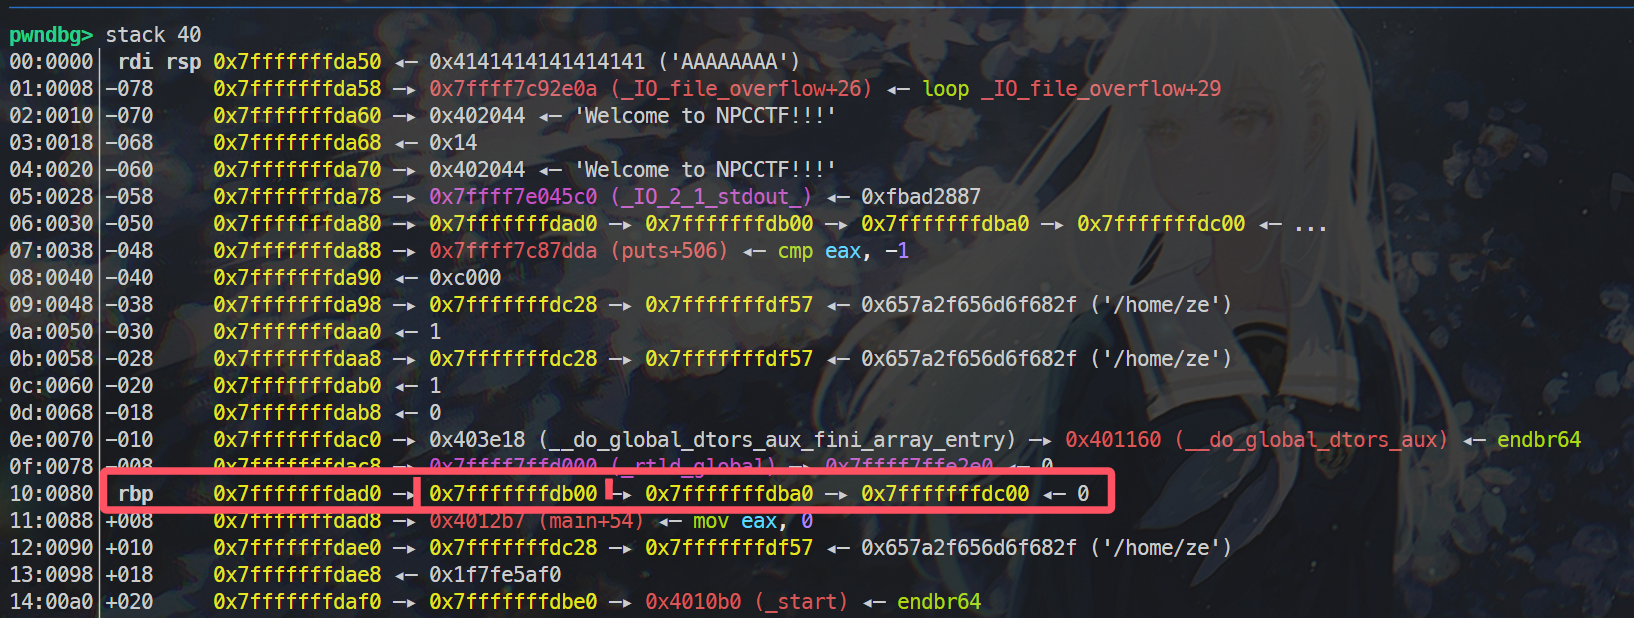 pwndbg> stack 40
00:0000│ rdi rsp 0x7fffffffda50 ◂— 0x4141414141414141 ('AAAAAAAA')
01:0008│-078     0x7fffffffda58 —▸ 0x7ffff7c92e0a (_IO_file_overflow+26) ◂— loop _IO_file_overflow+29
02:0010│-070     0x7fffffffda60 —▸ 0x402044 ◂— 'Welcome to NPCCTF!!!'
03:0018│-068     0x7fffffffda68 ◂— 0x14
04:0020│-060     0x7fffffffda70 —▸ 0x402044 ◂— 'Welcome to NPCCTF!!!'
05:0028│-058     0x7fffffffda78 —▸ 0x7ffff7e045c0 (_IO_2_1_stdout_) ◂— 0xfbad2887
06:0030│-050     0x7fffffffda80 —▸ 0x7fffffffdad0 —▸ 0x7fffffffdb00 —▸ 0x7fffffffdba0 —▸ 0x7fffffffdc00 ◂— ...
07:0038│-048     0x7fffffffda88 —▸ 0x7ffff7c87dda (puts+506) ◂— cmp eax, -1
08:0040│-040     0x7fffffffda90 ◂— 0xc000
09:0048│-038     0x7fffffffda98 —▸ 0x7fffffffdc28 —▸ 0x7fffffffdf57 ◂— 0x657a2f656d6f682f ('/home/ze')
0a:0050│-030     0x7fffffffdaa0 ◂— 1
0b:0058│-028     0x7fffffffdaa8 —▸ 0x7fffffffdc28 —▸ 0x7fffffffdf57 ◂— 0x657a2f656d6f682f ('/home/ze')
0c:0060│-020     0x7fffffffdab0 ◂— 1
0d:0068│-018     0x7fffffffdab8 ◂— 0
0e:0070│-010     0x7fffffffdac0 —▸ 0x403e18 (__do_global_dtors_aux_fini_array_entry) —▸ 0x401160 (__do_global_dtors_aux) ◂— endbr64
0f:0078│-008     0x7fffffffdac8 —▸ 0x7ffff7ffd000 (_rtld_global) —▸ 0x7ffff7ffe2e0 ◂— 0
10:0080│ rbp     0x7fffffffdad0 —▸ 0x7fffffffdb00 —▸ 0x7fffffffdba0 —▸ 0x7fffffffdc00 ◂— 0
11:0088│+008     0x7fffffffdad8 —▸ 0x4012b7 (main+54) ◂— mov eax, 0
12:0090│+010     0x7fffffffdae0 —▸ 0x7fffffffdc28 —▸ 0x7fffffffdf57 ◂— 0x657a2f656d6f682f ('/home/ze')
13:0098│+018     0x7fffffffdae8 ◂— 0x1f7fe5af0
14:00a0│+020     0x7fffffffdaf0 —▸ 0x7fffffffdbe0 —▸ 0x4010b0 (_start) ◂— endbr64